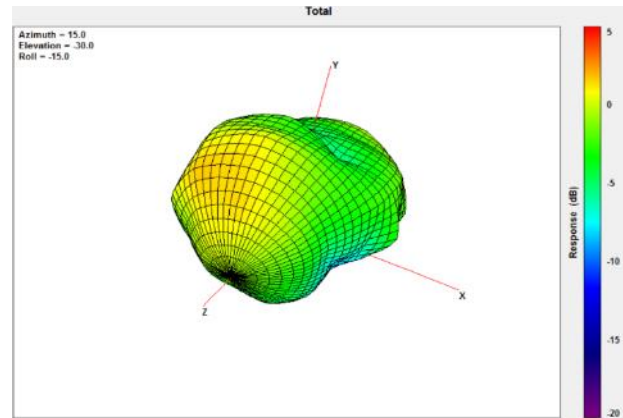 Total
Azimuth = 15.0
Elevation = -30.0
Roll = -15.0
Y
X
Z
5
0
-5
-10
-15
-20
Response (dB)